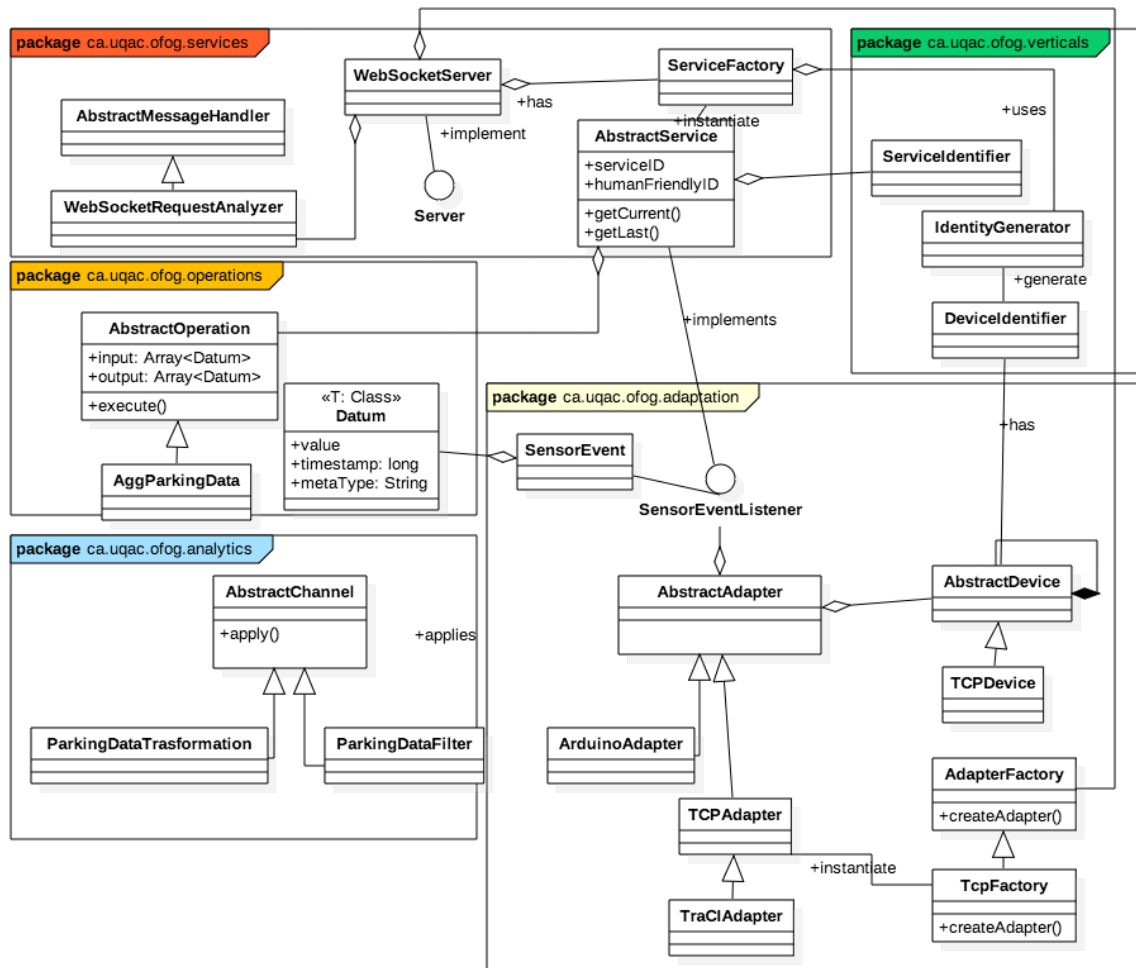 +instantiate
package ca.uqac.ofog.services
WebSocketServer
ServiceFactory
+has
+implement
+instantiate
AbstractMessageHandler
WebSocketRequestAnalyzer
Server
AbstractService
+serviceID
+humanFriendlyID
+getCurrent()
+getLast()
package ca.uqac.ofog.verticals
+uses
ServiceIdentifier
IdentityGenerator
+generate
DeviceIdentifier
package ca.uqac.ofog.operations
AbstractOperation
+input: Array<Datum>
+output: Array<Datum>
+execute()
AggParkingData
«T: Class»
Datum
+value
+timestamp: long
+metaType: String
+implements
+has
package ca.uqac.ofog.adaptation
SensorEvent
SensorEventListener
AbstractAdapter
AbstractDevice
TCPDevice
ArduinoAdapter
TCPAdapter
+instantiate
TraCIAdapter
AdapterFactory
+createAdapter()
TcpFactory
+createAdapter()
package ca.uqac.ofog.analytics
AbstractChannel
+apply()
+applies
ParkingDataTrasformation
ParkingDataFilter